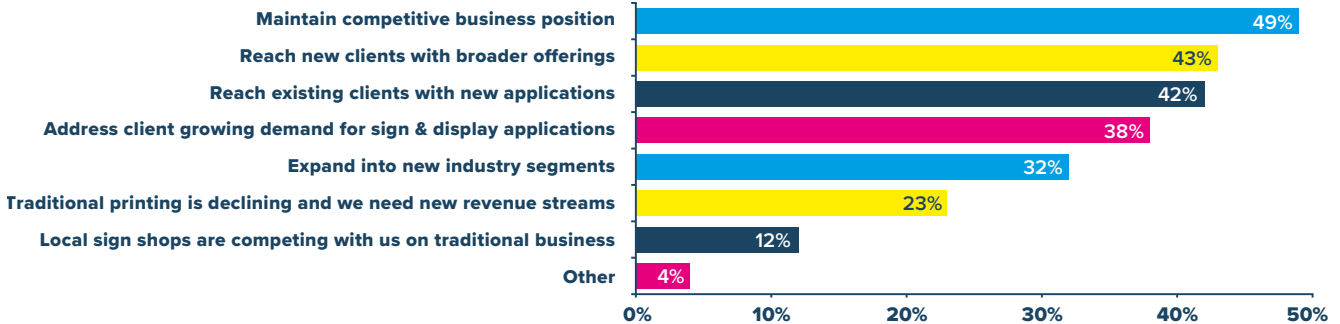 Maintain competitive business position 49%
Reach new clients with broader offerings 43%
Reach existing clients with new applications 42%
Address client growing demand for sign & display applications 38%
Expand into new industry segments 32%
Traditional printing is declining and we need new revenue streams 23%
Local sign shops are competing with us on traditional business 12%
Other 4%
0% 10% 20% 30% 40% 50%